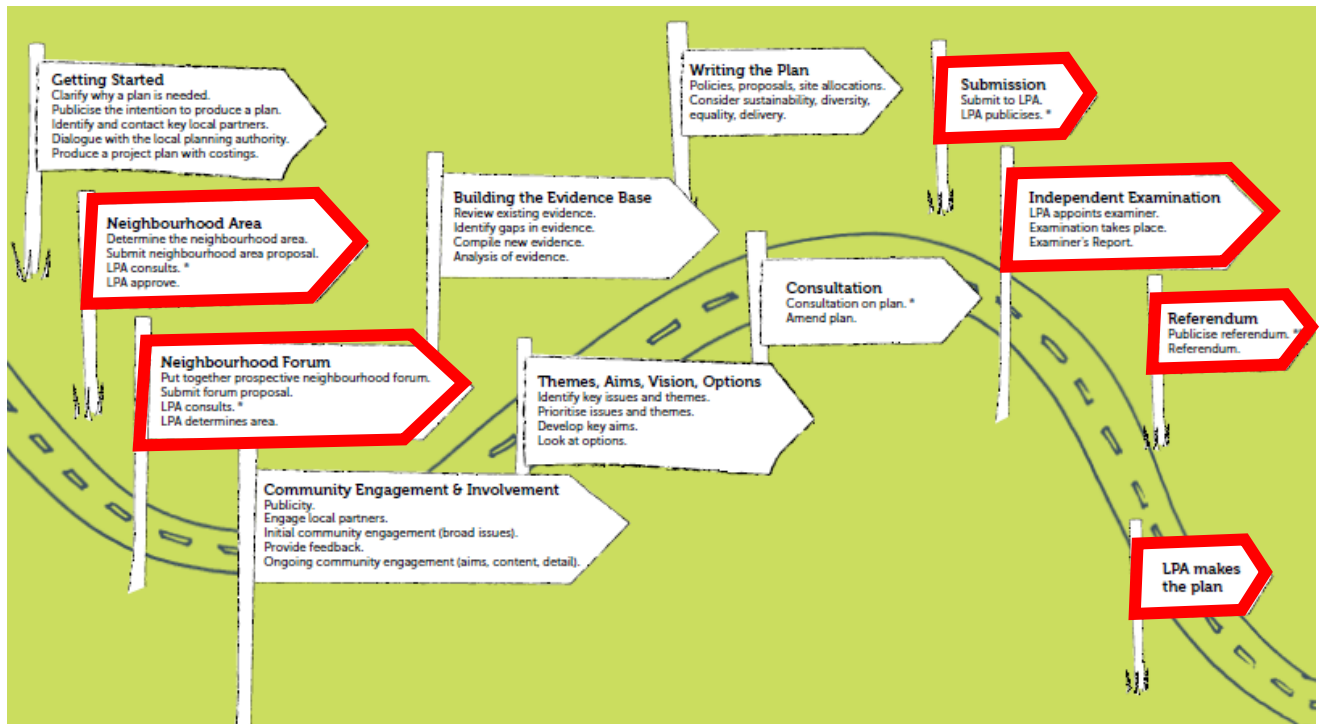 Getting Started
Clarify why a plan is needed.
Publicise the intention to produce a plan.
Identify and contact key local partners.
Dialogue with the local planning authority.
Produce a project plan with costings.
Neighbourhood Area
Determine the neighbourhood area.
Submit neighbourhood area proposal.
LPA consults. *
LPA approve.
Neighbourhood Forum
Put together prospective neighbourhood forum.
Submit forum proposal.
LPA consults. *
LPA determines area.
Community Engagement & Involvement
Publicity.
Engage local partners.
Initial community engagement (broad issues).
Provide feedback.
Ongoing community engagement (aims, content, detail).
Building the Evidence Base
Review existing evidence.
Identify gaps in evidence.
Compile new evidence.
Analysis of evidence.
Themes, Aims, Vision, Options
Identify key issues and themes.
Prioritise issues and themes.
Develop key aims.
Look at options.
Writing the Plan
Policies, proposals, site allocations.
Consider sustainability, diversity,
equality, delivery.
Consultation
Consultation on plan. *
Amend plan.
Submission
Submit to LPA.
LPA publicises. *
Independent Examination
LPA appoints examiner.
Examination takes place.
Examiner's Report.
Referendum
Publicise referendum. *
Referendum.
LPA makes
the plan